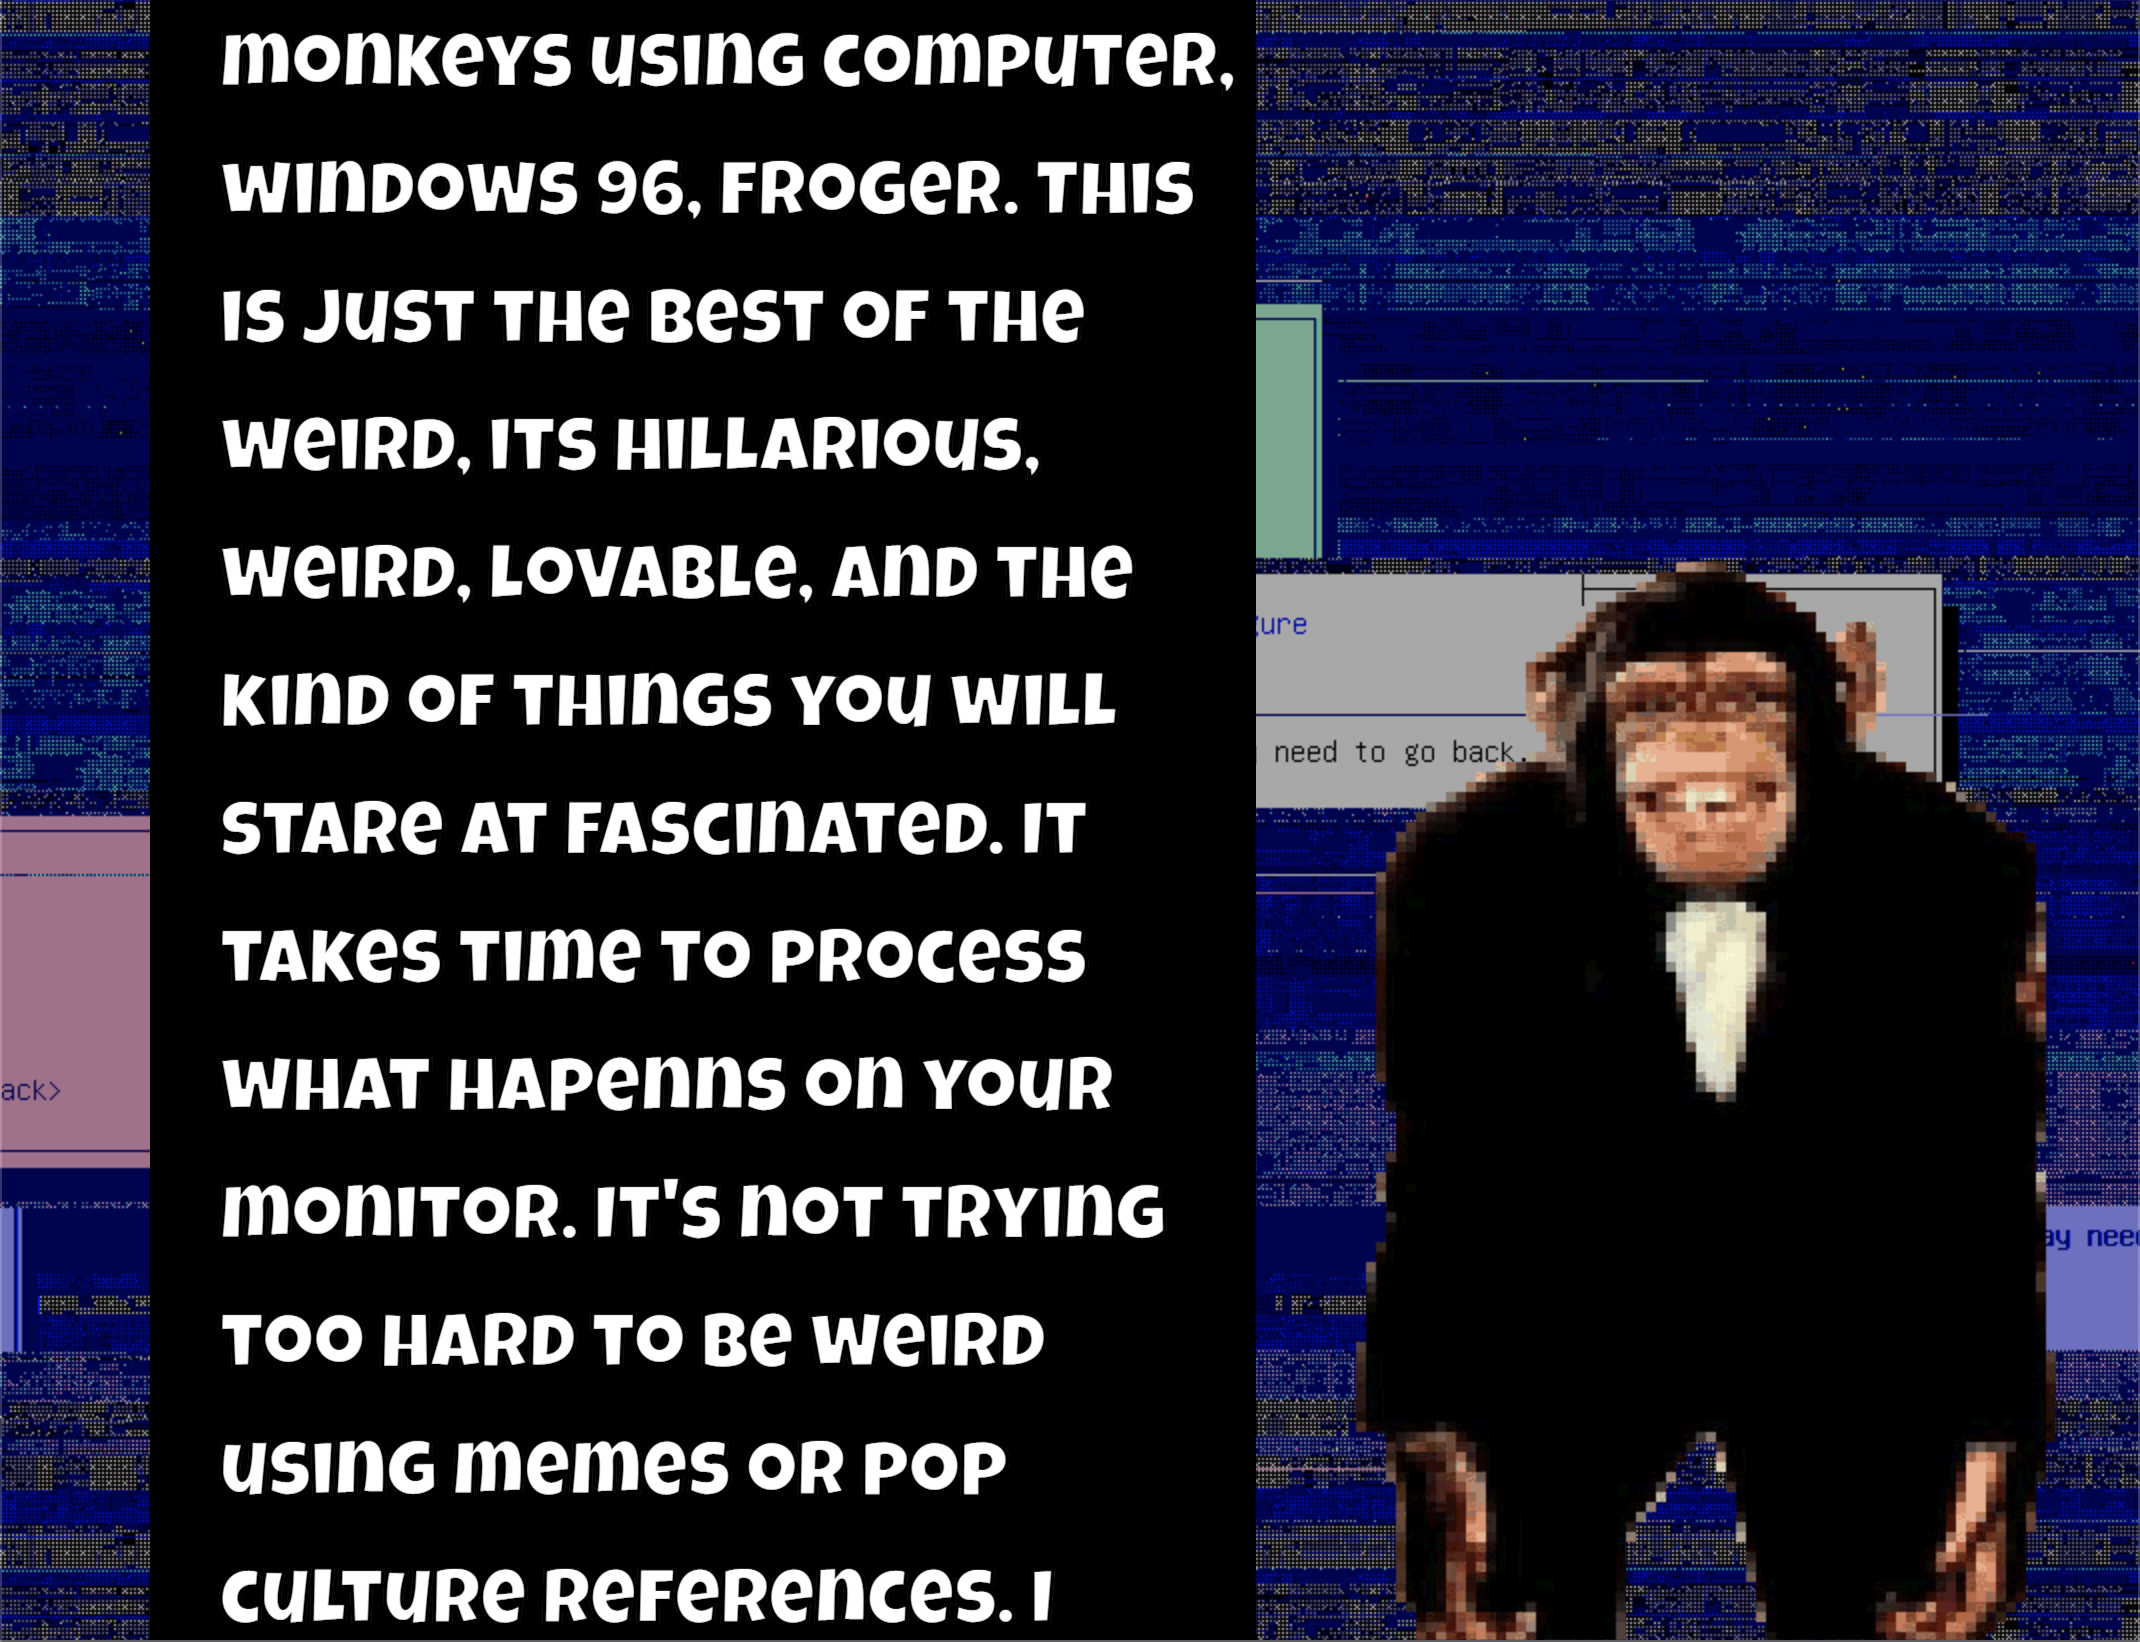 MONKEYS USING COMPUTER,
WINDOWS 96, FROGER. THIS
IS JUST THE BEST OF THE
WEIRD, ITS HILLARIOUS,
WEIRD, LOVABLE, AND THE
KIND OF THINGS YOU WILL
STARE AT FASCINATED. IT
TAKES TIME TO PROCESS
WHAT HAPENNS ON YOUR
MONITOR. IT'S NOT TRYING
TOO HARD TO BE WEIRD
USING MEMES OR POP
CULTURE REFERENCES. I
gure
need to go back.
ack>
ay need